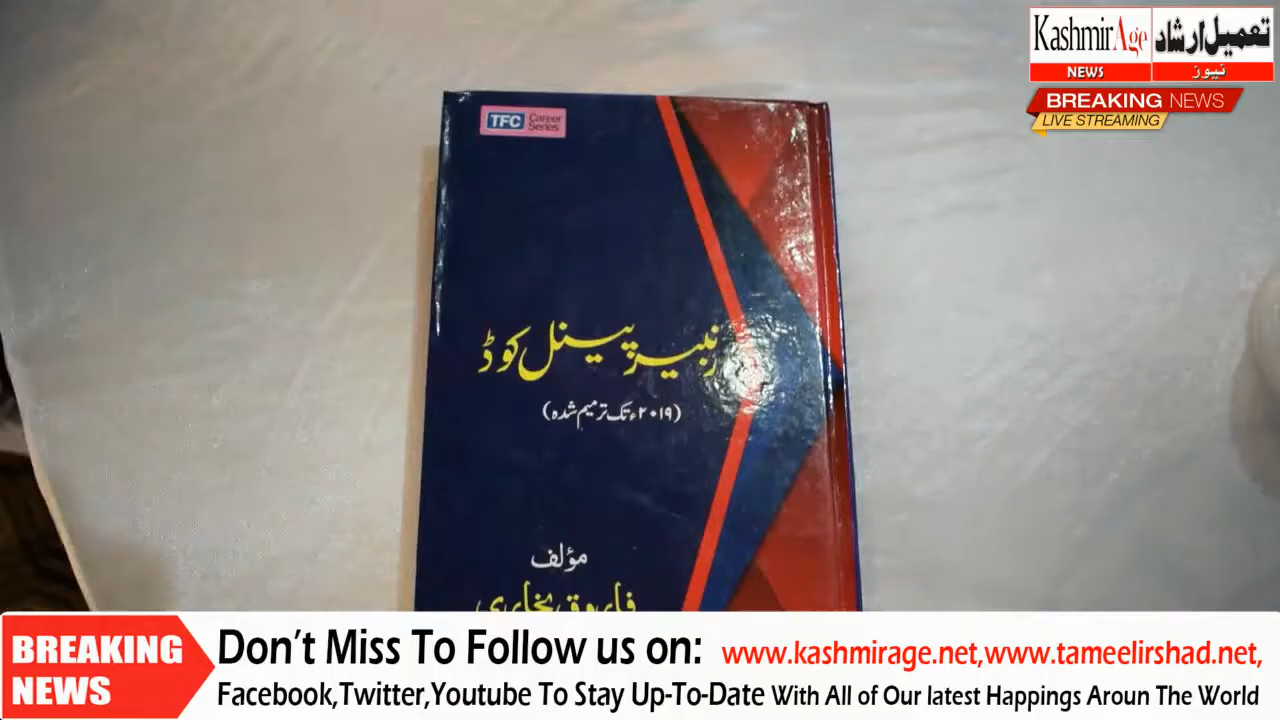 KashmirAge
NEWS
تعمیل ارشاد
نیوز
BREAKING NEWS
LIVE STREAMING
TFC Career Series
رنبیر پینل کوڈ
(۲۰۱۹ء تک ترمیم شدہ)
مؤلف
فاروق بخاری
BREAKING NEWS
Don't Miss To Follow us on: www.kashmirage.net,www.tameelirshad.net,
Facebook,Twitter,Youtube To Stay Up-To-Date With All of Our latest Happings Aroun The World